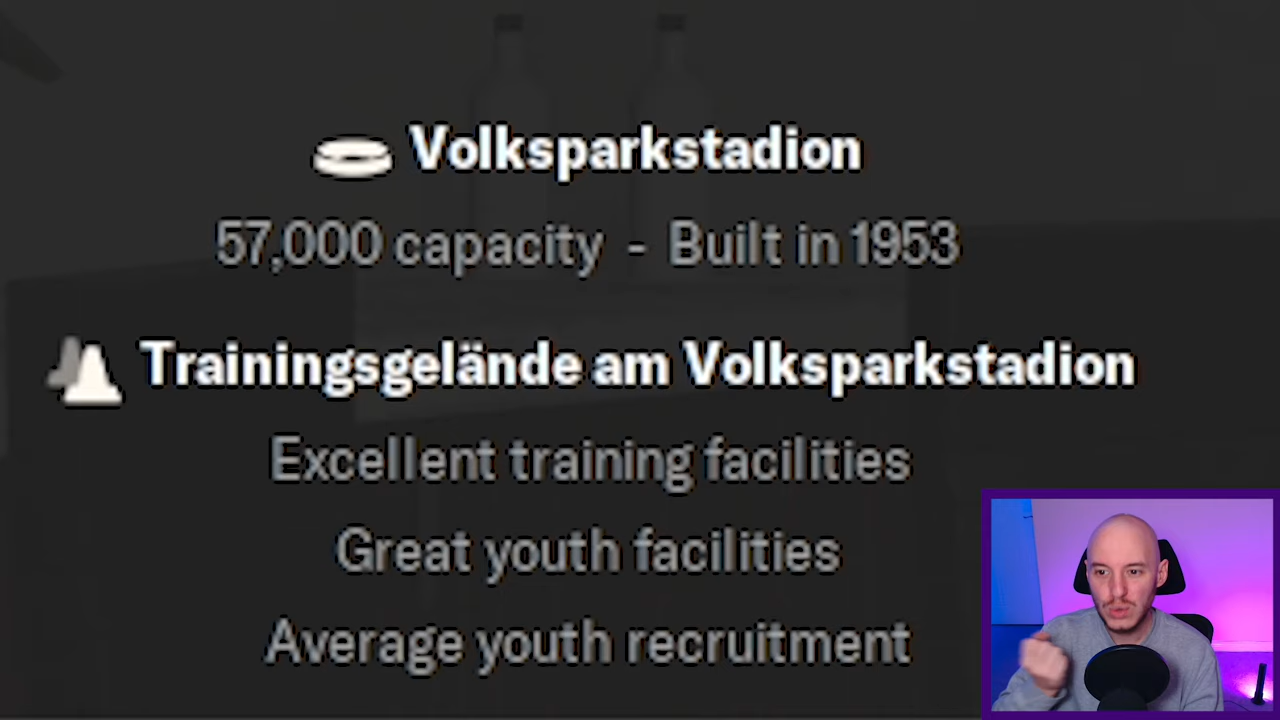 Volksparkstadion
57,000 capacity - Built in 1953
Trainingsgelände am Volksparkstadion
Excellent training facilities
Great youth facilities
Average youth recruitment